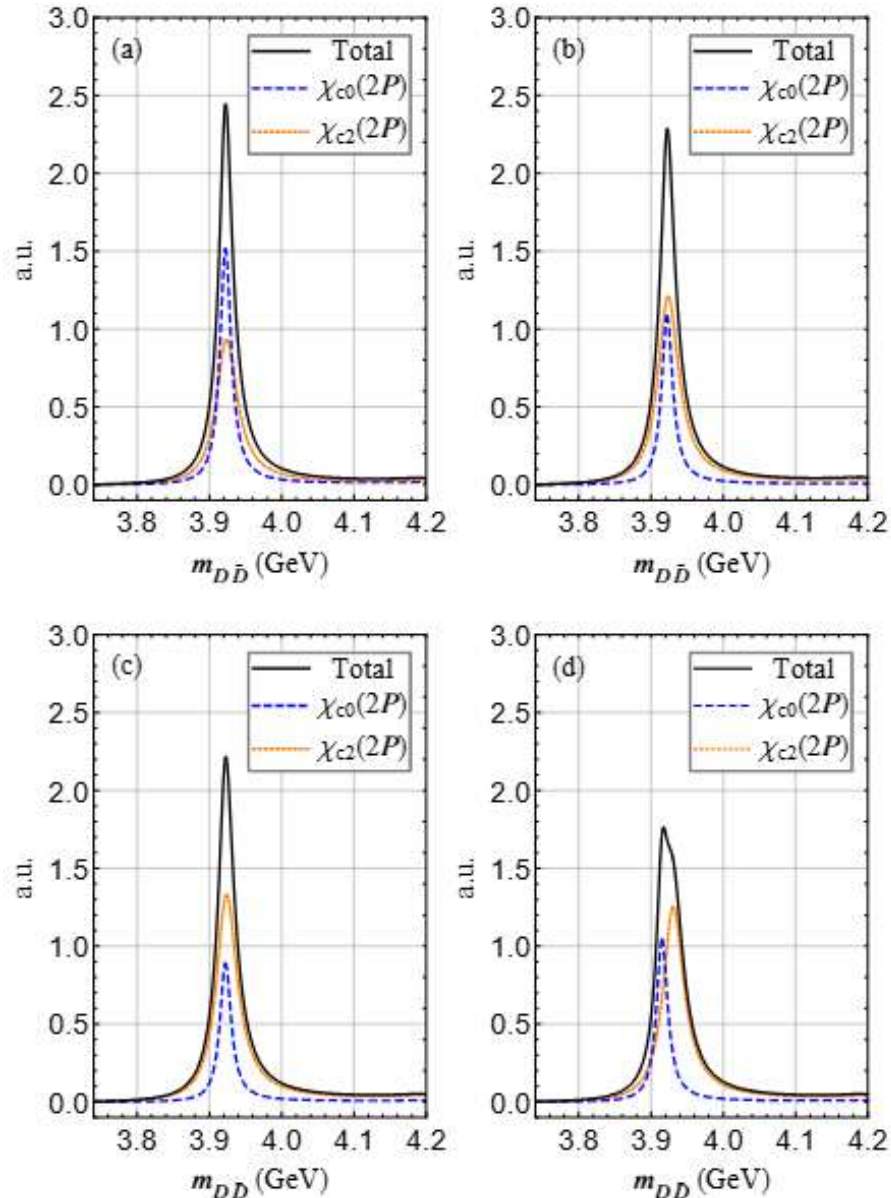 (a)
Total
χc0(2P)
χc2(2P)
3.0
2.5
2.0
1.5
1.0
0.5
0.0
a.u.
3.8 3.9 4.0 4.1 4.2
mDD̄ (GeV)
(b)
Total
χc0(2P)
χc2(2P)
3.0
2.5
2.0
1.5
1.0
0.5
0.0
a.u.
3.8 3.9 4.0 4.1 4.2
mDD̄ (GeV)
(c)
Total
χc0(2P)
χc2(2P)
3.0
2.5
2.0
1.5
1.0
0.5
0.0
a.u.
3.8 3.9 4.0 4.1 4.2
mDD̄ (GeV)
(d)
Total
χc0(2P)
χc2(2P)
3.0
2.5
2.0
1.5
1.0
0.5
0.0
a.u.
3.8 3.9 4.0 4.1 4.2
mDD̄ (GeV)